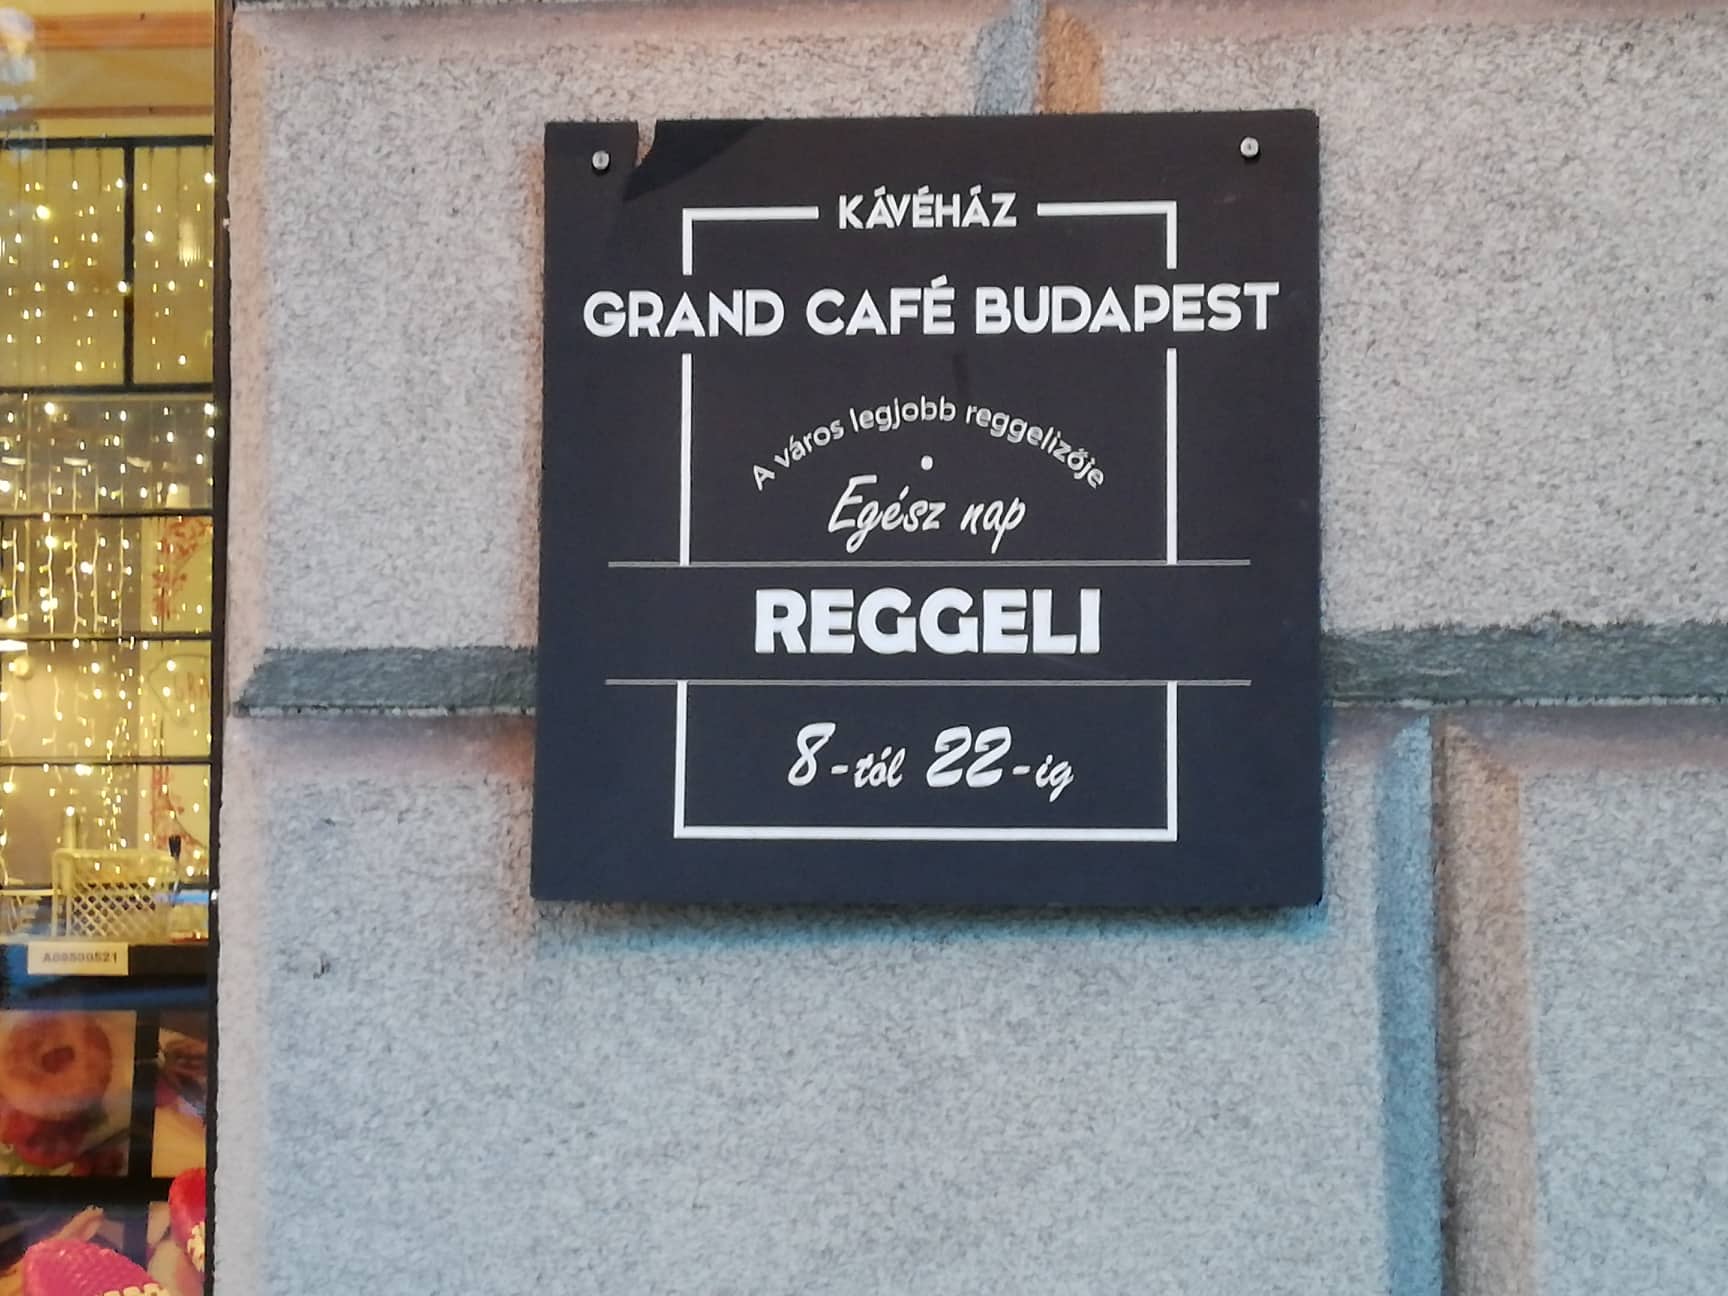 KÁVÉHÁZ
GRAND CAFÉ BUDAPEST
A város legjobb reggelizője
Egész nap
REGGELI
8-tól 22-ig